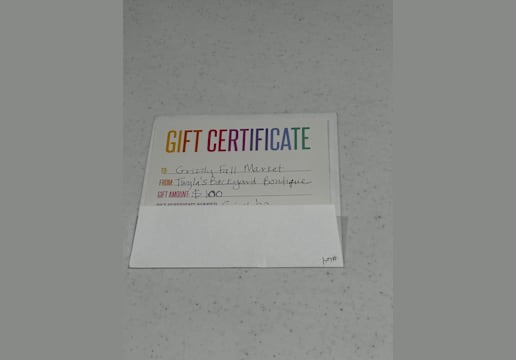 GIFT CERTIFICATE
TO: Grizzly Fall Market
FROM: Tayla's Backyard Boutique
GIFT AMOUNT: $100